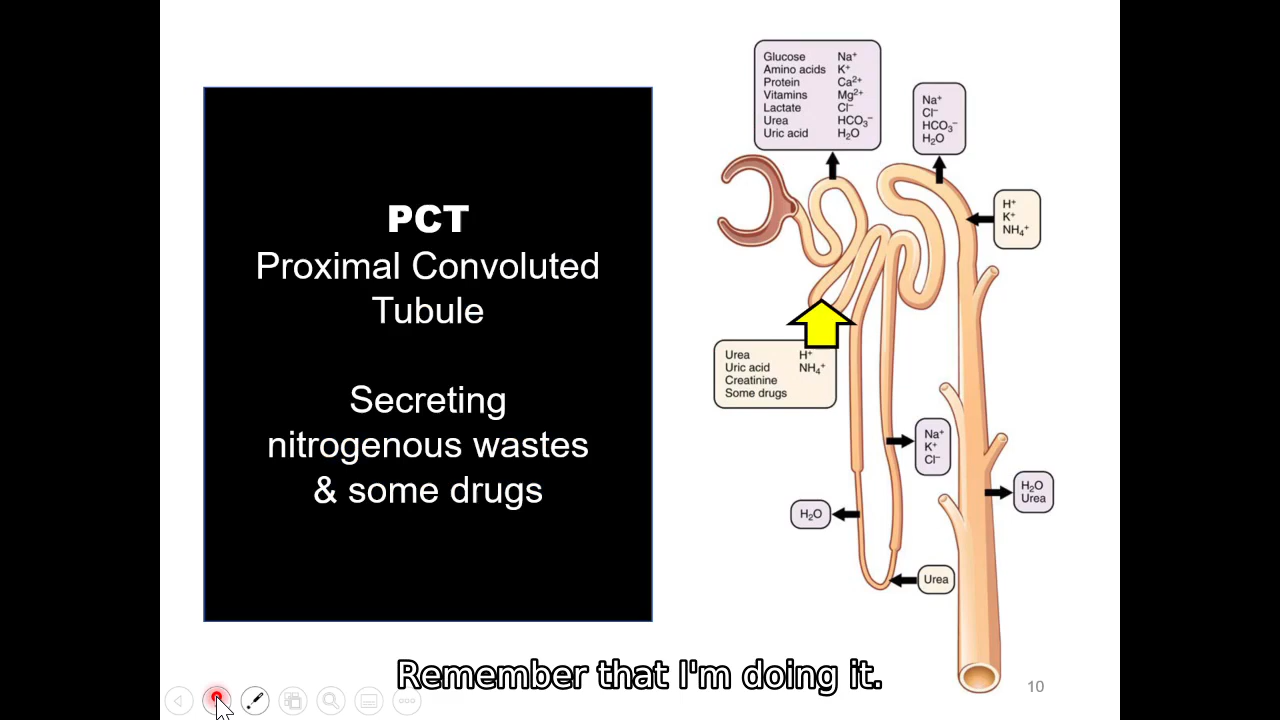 PCT
Proximal Convoluted
Tubule
Secreting
nitrogenous wastes
& some drugs
Glucose Na⁺
Amino acids K⁺
Protein Ca²⁺
Vitamins Mg²⁺
Lactate Cl⁻
Urea HCO₃⁻
Uric acid H₂O
Na⁺
Cl⁻
HCO₃⁻
H₂O
H⁺
K⁺
NH₄⁺
Urea H⁺
Uric acid NH₄⁺
Creatinine
Some drugs
Na⁺
K⁺
Cl⁻
H₂O
Urea
H₂O
Urea
Remember that I'm doing it.
10